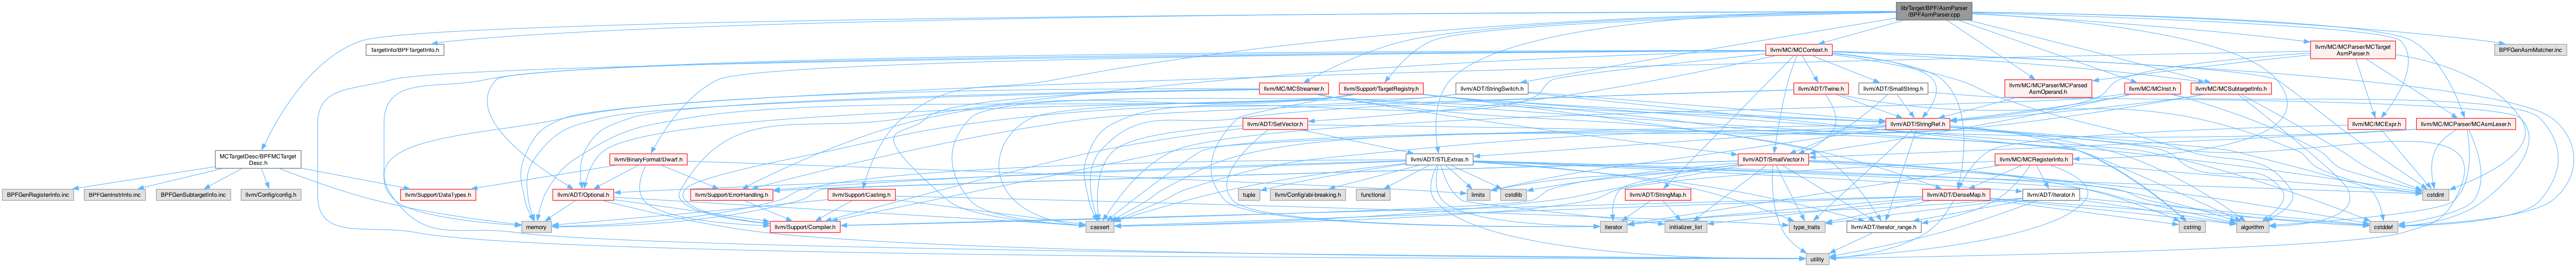 lib/Target/BPF/AsmParser
/BPFAsmParser.cpp
TargetInfo/BPFTargetInfo.h
llvm/MC/MCContext.h
llvm/MC/MCParser/MCTarget
AsmParser.h
BPFGenAsmMatcher.inc
llvm/MC/MCStreamer.h
llvm/Support/TargetRegistry.h
llvm/ADT/StringSwitch.h
llvm/ADT/Twine.h
llvm/ADT/SmallString.h
llvm/MC/MCParser/MCParsed
AsmOperand.h
llvm/MC/MCInst.h
llvm/MC/MCSubtargetInfo.h
llvm/ADT/SetVector.h
llvm/ADT/StringRef.h
llvm/MC/MCExpr.h
llvm/MC/MCParser/MCAsmLexer.h
MCTargetDesc/BPFMCTarget
Desc.h
llvm/BinaryFormat/Dwarf.h
llvm/ADT/STLExtras.h
llvm/ADT/SmallVector.h
llvm/MC/MCRegisterInfo.h
BPFGenRegisterInfo.inc
BPFGenInstrInfo.inc
BPFGenSubtargetInfo.inc
llvm/Config/config.h
llvm/Support/DataTypes.h
llvm/ADT/Optional.h
llvm/Support/ErrorHandling.h
llvm/Support/Casting.h
tuple
llvm/Config/abi-breaking.h
functional
limits
cstdlib
llvm/ADT/StringMap.h
llvm/ADT/DenseMap.h
llvm/ADT/iterator.h
cstdint
memory
llvm/Support/Compiler.h
cassert
iterator
initializer_list
type_traits
llvm/ADT/iterator_range.h
cstring
algorithm
cstddef
utility